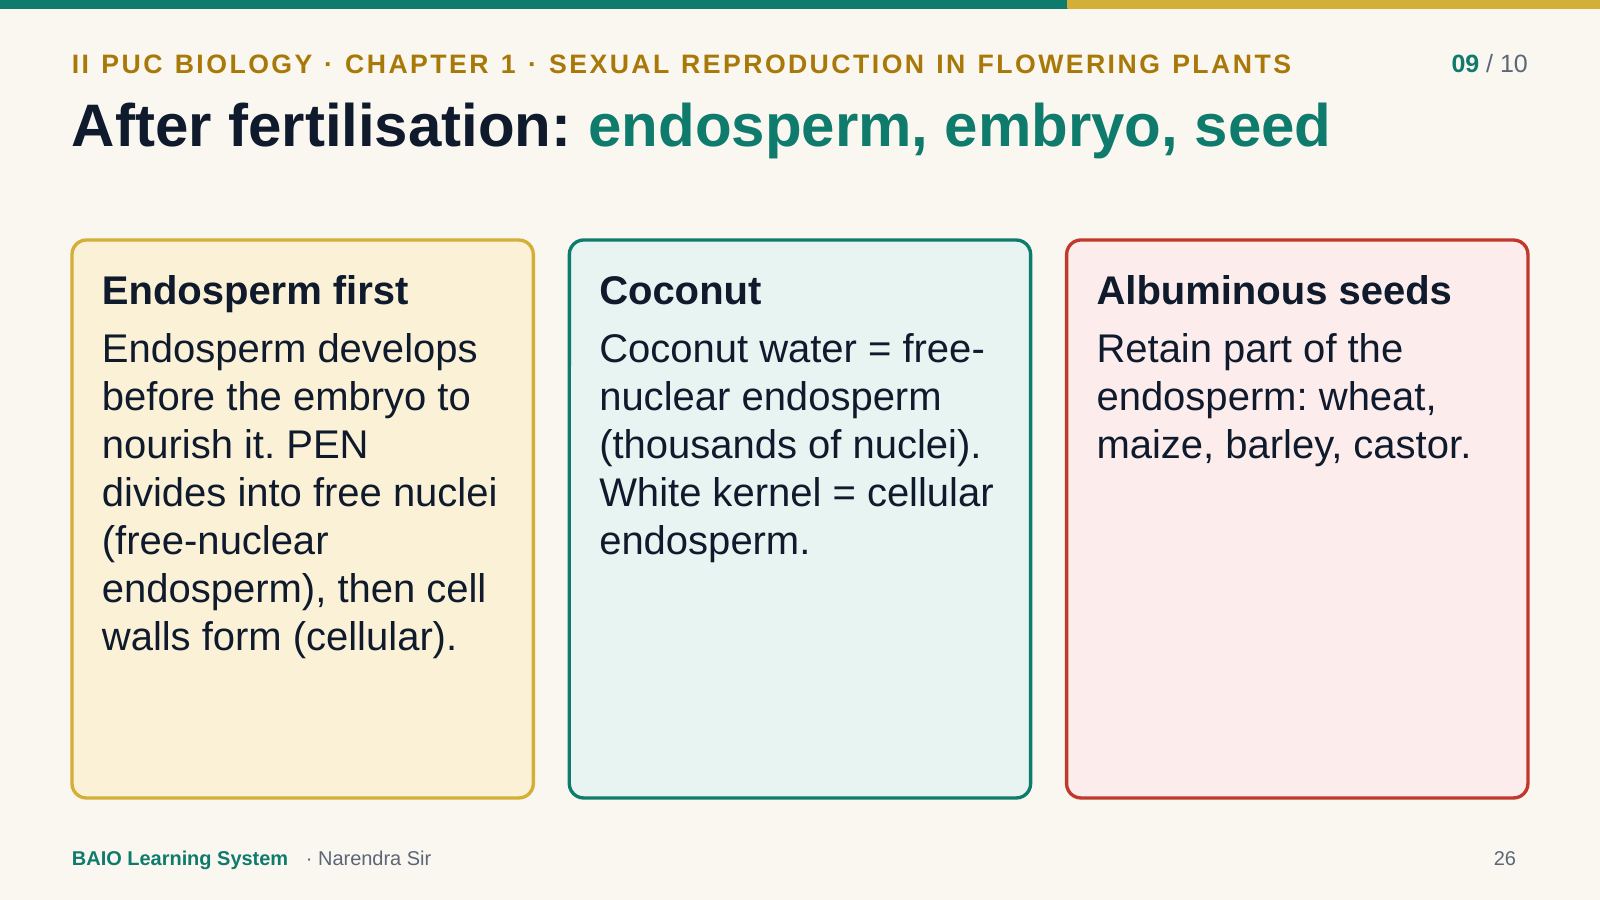 II PUC BIOLOGY · CHAPTER 1 · SEXUAL REPRODUCTION IN FLOWERING PLANTS
09 / 10
After fertilisation: endosperm, embryo, seed
Endosperm first
Endosperm develops
before the embryo to
nourish it. PEN
divides into free nuclei
(free-nuclear
endosperm), then cell
walls form (cellular).
Coconut
Coconut water = free-
nuclear endosperm
(thousands of nuclei).
White kernel = cellular
endosperm.
Albuminous seeds
Retain part of the
endosperm: wheat,
maize, barley, castor.
BAIO Learning System · Narendra Sir
26